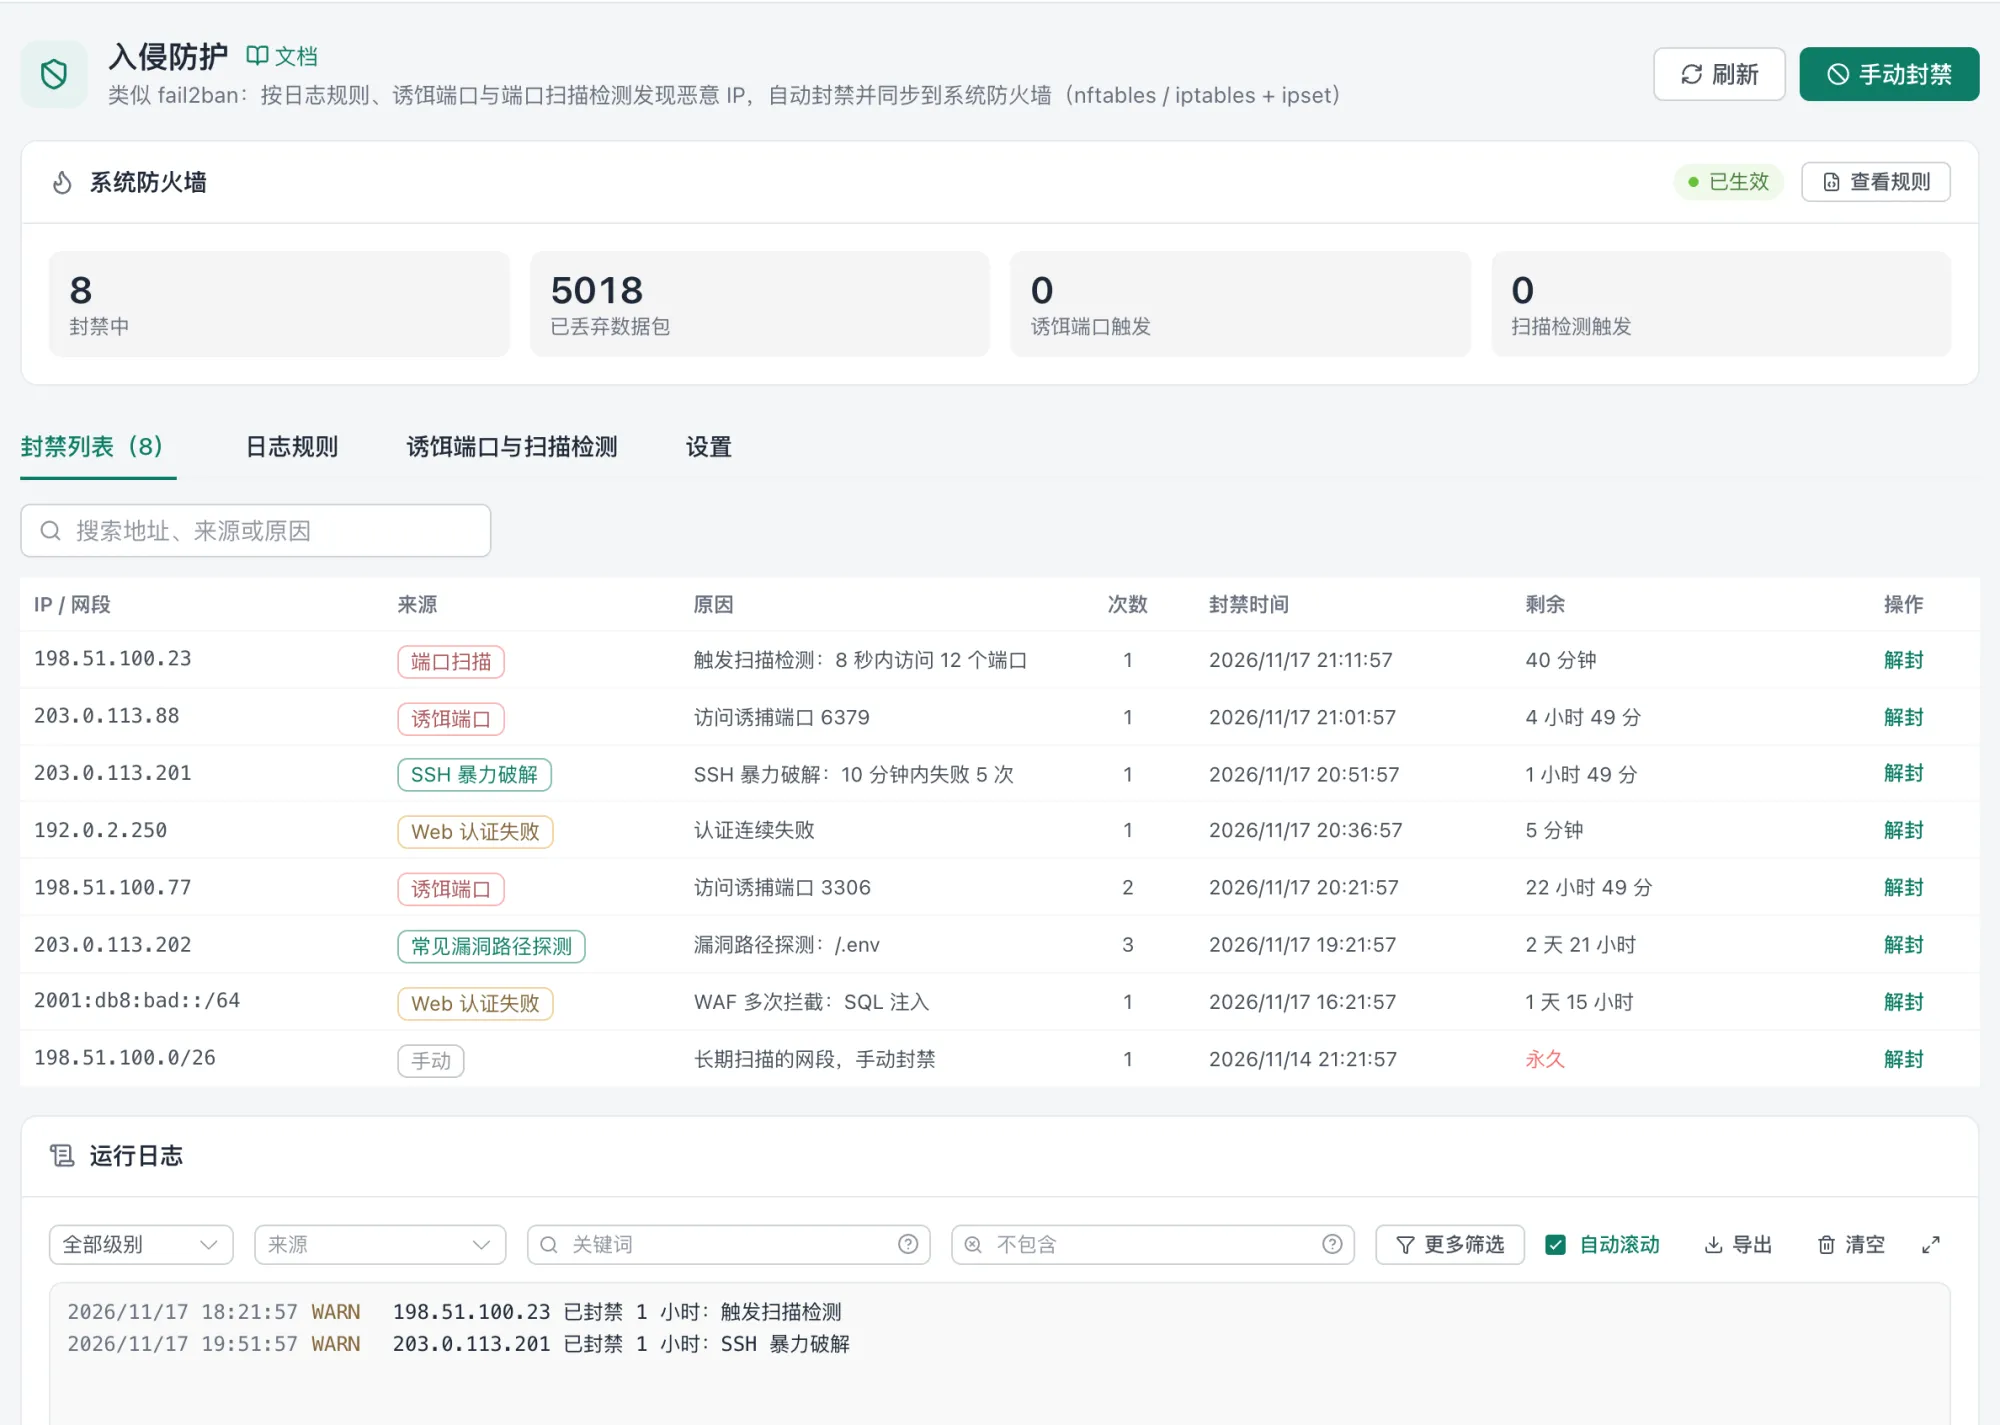 入侵防护 文档
类似 fail2ban：按日志规则、诱饵端口与端口扫描检测发现恶意 IP，自动封禁并同步到系统防火墙（nftables / iptables + ipset）
刷新 手动封禁
系统防火墙 已生效 查看规则
8 5018 0 0
封禁中 已丢弃数据包 诱饵端口触发 扫描检测触发
封禁列表（8） 日志规则 诱饵端口与扫描检测 设置
搜索地址、来源或原因
IP / 网段 来源 原因 次数 封禁时间 剩余 操作
198.51.100.23 端口扫描 触发扫描检测：8 秒内访问 12 个端口 1 2026/11/17 21:11:57 40 分钟 解封
203.0.113.88 诱饵端口 访问诱捕端口 6379 1 2026/11/17 21:01:57 4 小时 49 分 解封
203.0.113.201 SSH 暴力破解 SSH 暴力破解：10 分钟内失败 5 次 1 2026/11/17 20:51:57 1 小时 49 分 解封
192.0.2.250 Web 认证失败 认证连续失败 1 2026/11/17 20:36:57 5 分钟 解封
198.51.100.77 诱饵端口 访问诱捕端口 3306 2 2026/11/17 20:21:57 22 小时 49 分 解封
203.0.113.202 常见漏洞路径探测 漏洞路径探测：/.env 3 2026/11/17 19:21:57 2 天 21 小时 解封
2001:db8:bad::/64 Web 认证失败 WAF 多次拦截：SQL 注入 1 2026/11/17 16:21:57 1 天 15 小时 解封
198.51.100.0/26 手动 长期扫描的网段，手动封禁 1 2026/11/14 21:21:57 永久 解封
运行日志
全部级别 来源 关键词 不包含 更多筛选 自动滚动 导出 清空
2026/11/17 18:21:57 WARN 198.51.100.23 已封禁 1 小时：触发扫描检测
2026/11/17 19:51:57 WARN 203.0.113.201 已封禁 1 小时：SSH 暴力破解